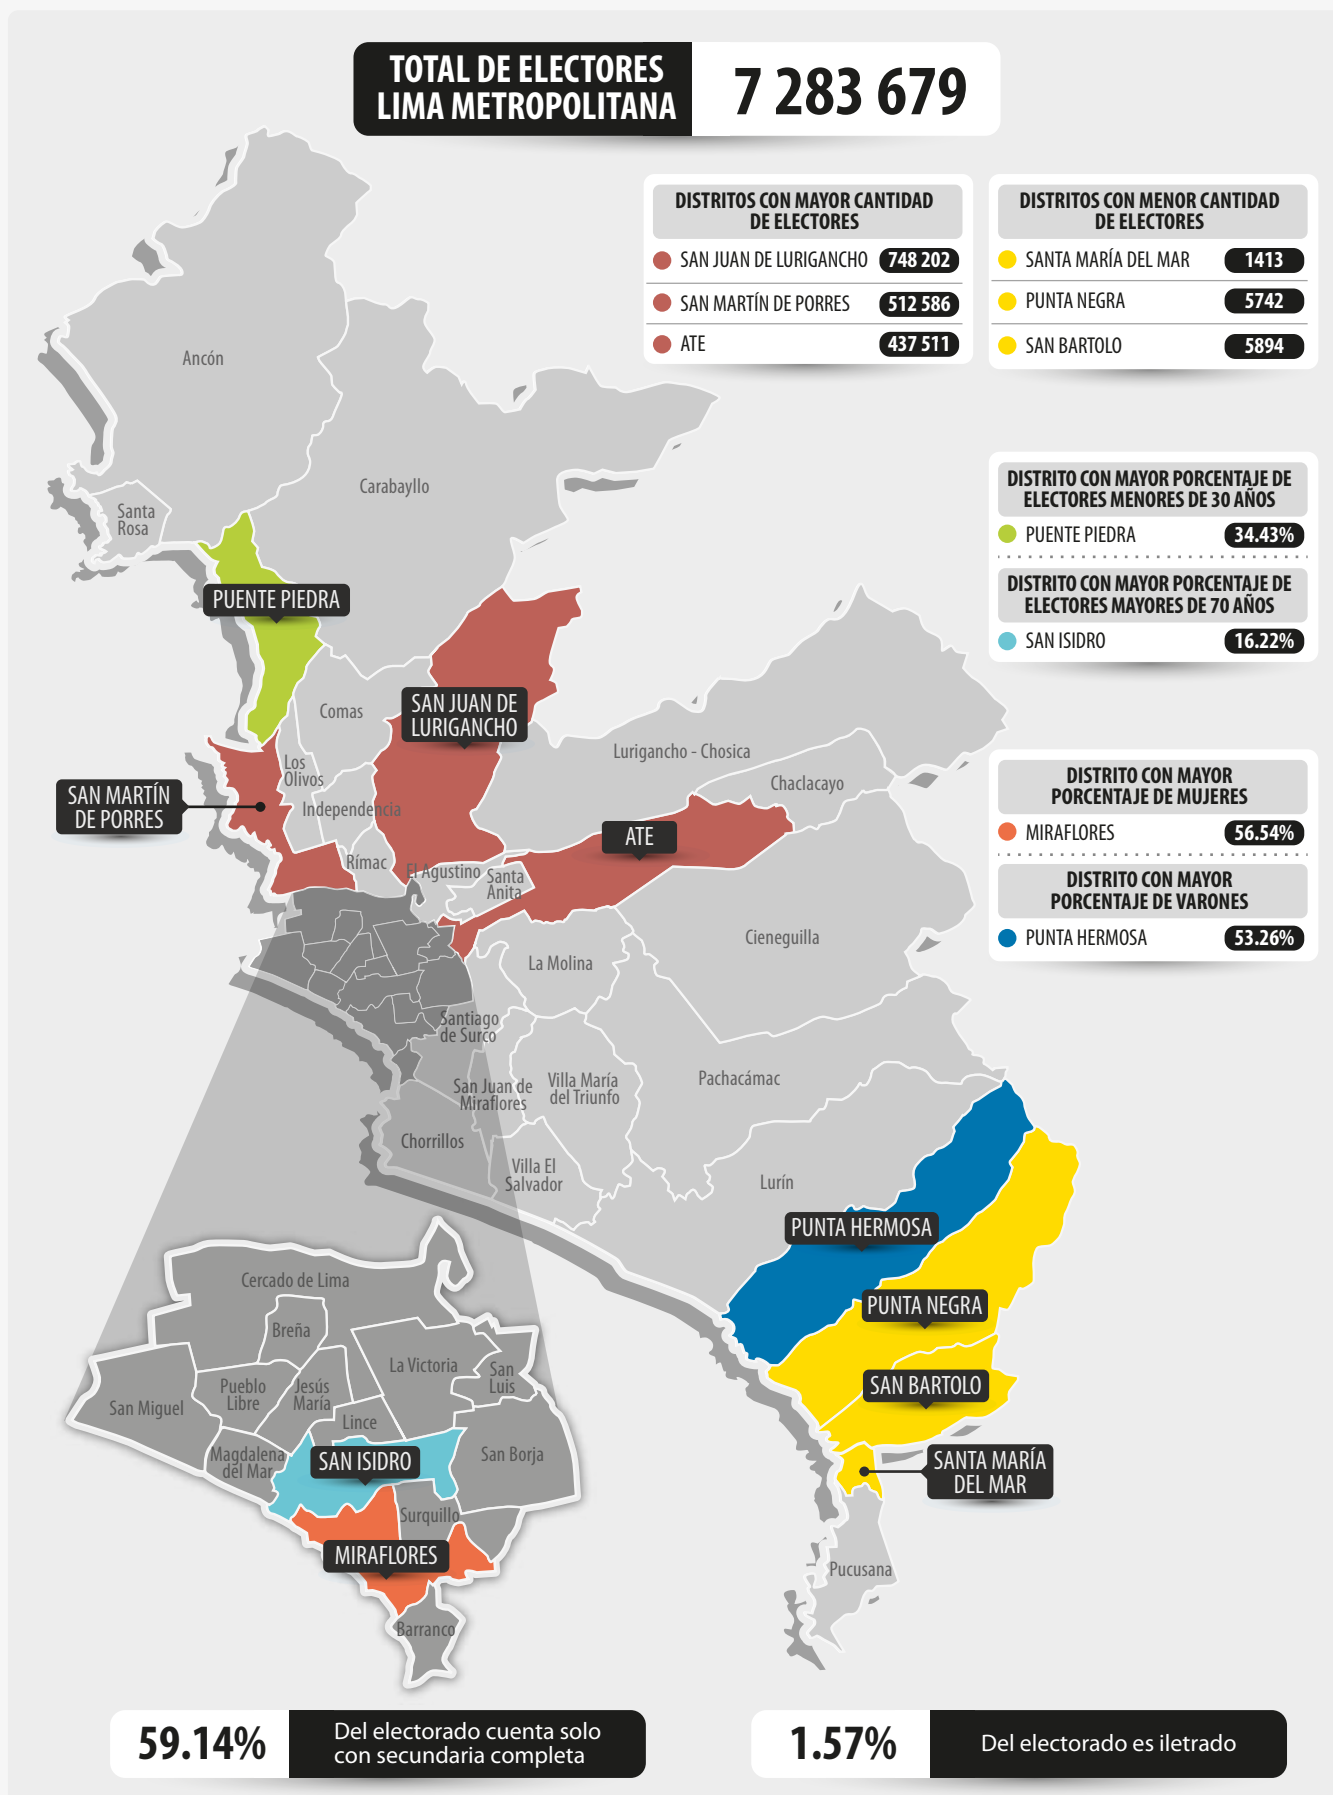 TOTAL DE ELECTORES
LIMA METROPOLITANA
7 283 679
DISTRITOS CON MAYOR CANTIDAD
DE ELECTORES
SAN JUAN DE LURIGANCHO 748 202
SAN MARTÍN DE PORRES 512 586
ATE 437 511
DISTRITOS CON MENOR CANTIDAD
DE ELECTORES
SANTA MARÍA DEL MAR 1413
PUNTA NEGRA 5742
SAN BARTOLO 5894
DISTRITO CON MAYOR PORCENTAJE DE
ELECTORES MENORES DE 30 AÑOS
PUENTE PIEDRA 34.43%
DISTRITO CON MAYOR PORCENTAJE DE
ELECTORES MAYORES DE 70 AÑOS
SAN ISIDRO 16.22%
DISTRITO CON MAYOR
PORCENTAJE DE MUJERES
MIRAFLORES 56.54%
DISTRITO CON MAYOR
PORCENTAJE DE VARONES
PUNTA HERMOSA 53.26%
Ancón
Carabayllo
Santa
Rosa
PUENTE PIEDRA
Comas
SAN JUAN DE
LURIGANCHO
Los
Olivos
Lurigancho - Chosica
Chaclacayo
SAN MARTÍN
DE PORRES
Independencia
ATE
Rímac
El Agustino
Santa
Anita
Cieneguilla
La Molina
Santiago
de Surco
San Juan de
Miraflores
Villa María
del Triunfo
Pachacámac
Chorrillos
Villa El
Salvador
Lurín
PUNTA HERMOSA
PUNTA NEGRA
SAN BARTOLO
SANTA MARÍA
DEL MAR
Pucusana
Cercado de Lima
Breña
La Victoria
San
Luis
Pueblo
Libre
Jesús
María
San Miguel
Lince
Magdalena
del Mar
SAN ISIDRO
San Borja
Surquillo
MIRAFLORES
Barranco
59.14%
Del electorado cuenta solo
con secundaria completa
1.57%
Del electorado es iletrado